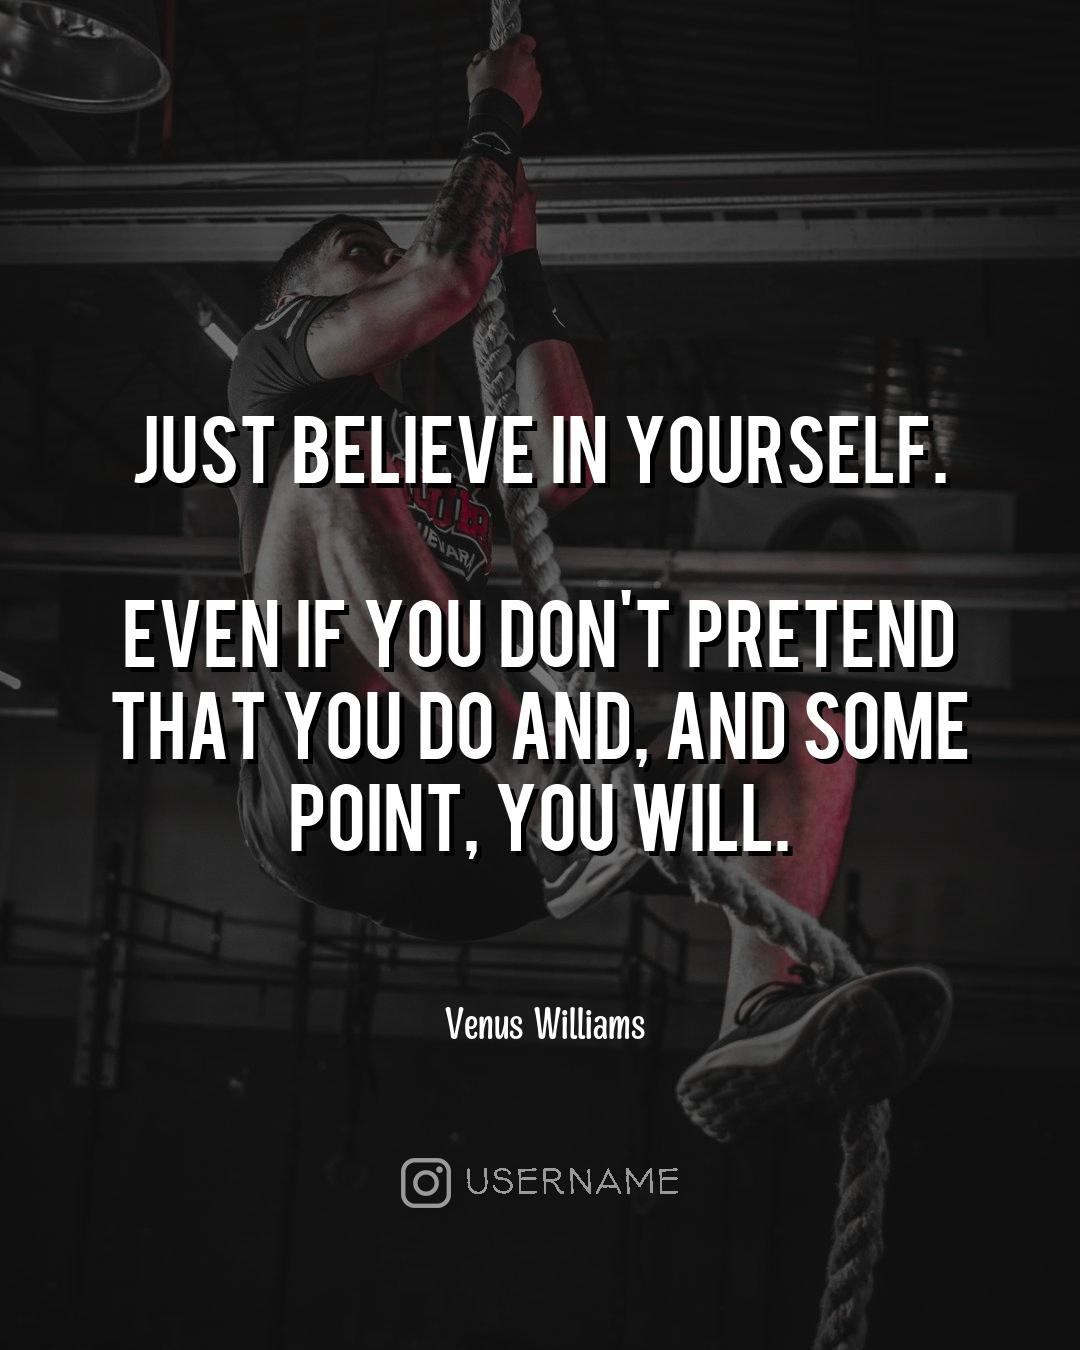 JUST BELIEVE IN YOURSELF.
EVEN IF YOU DON'T PRETEND
THAT YOU DO AND, AND SOME
POINT, YOU WILL.
Venus Williams
USERNAME